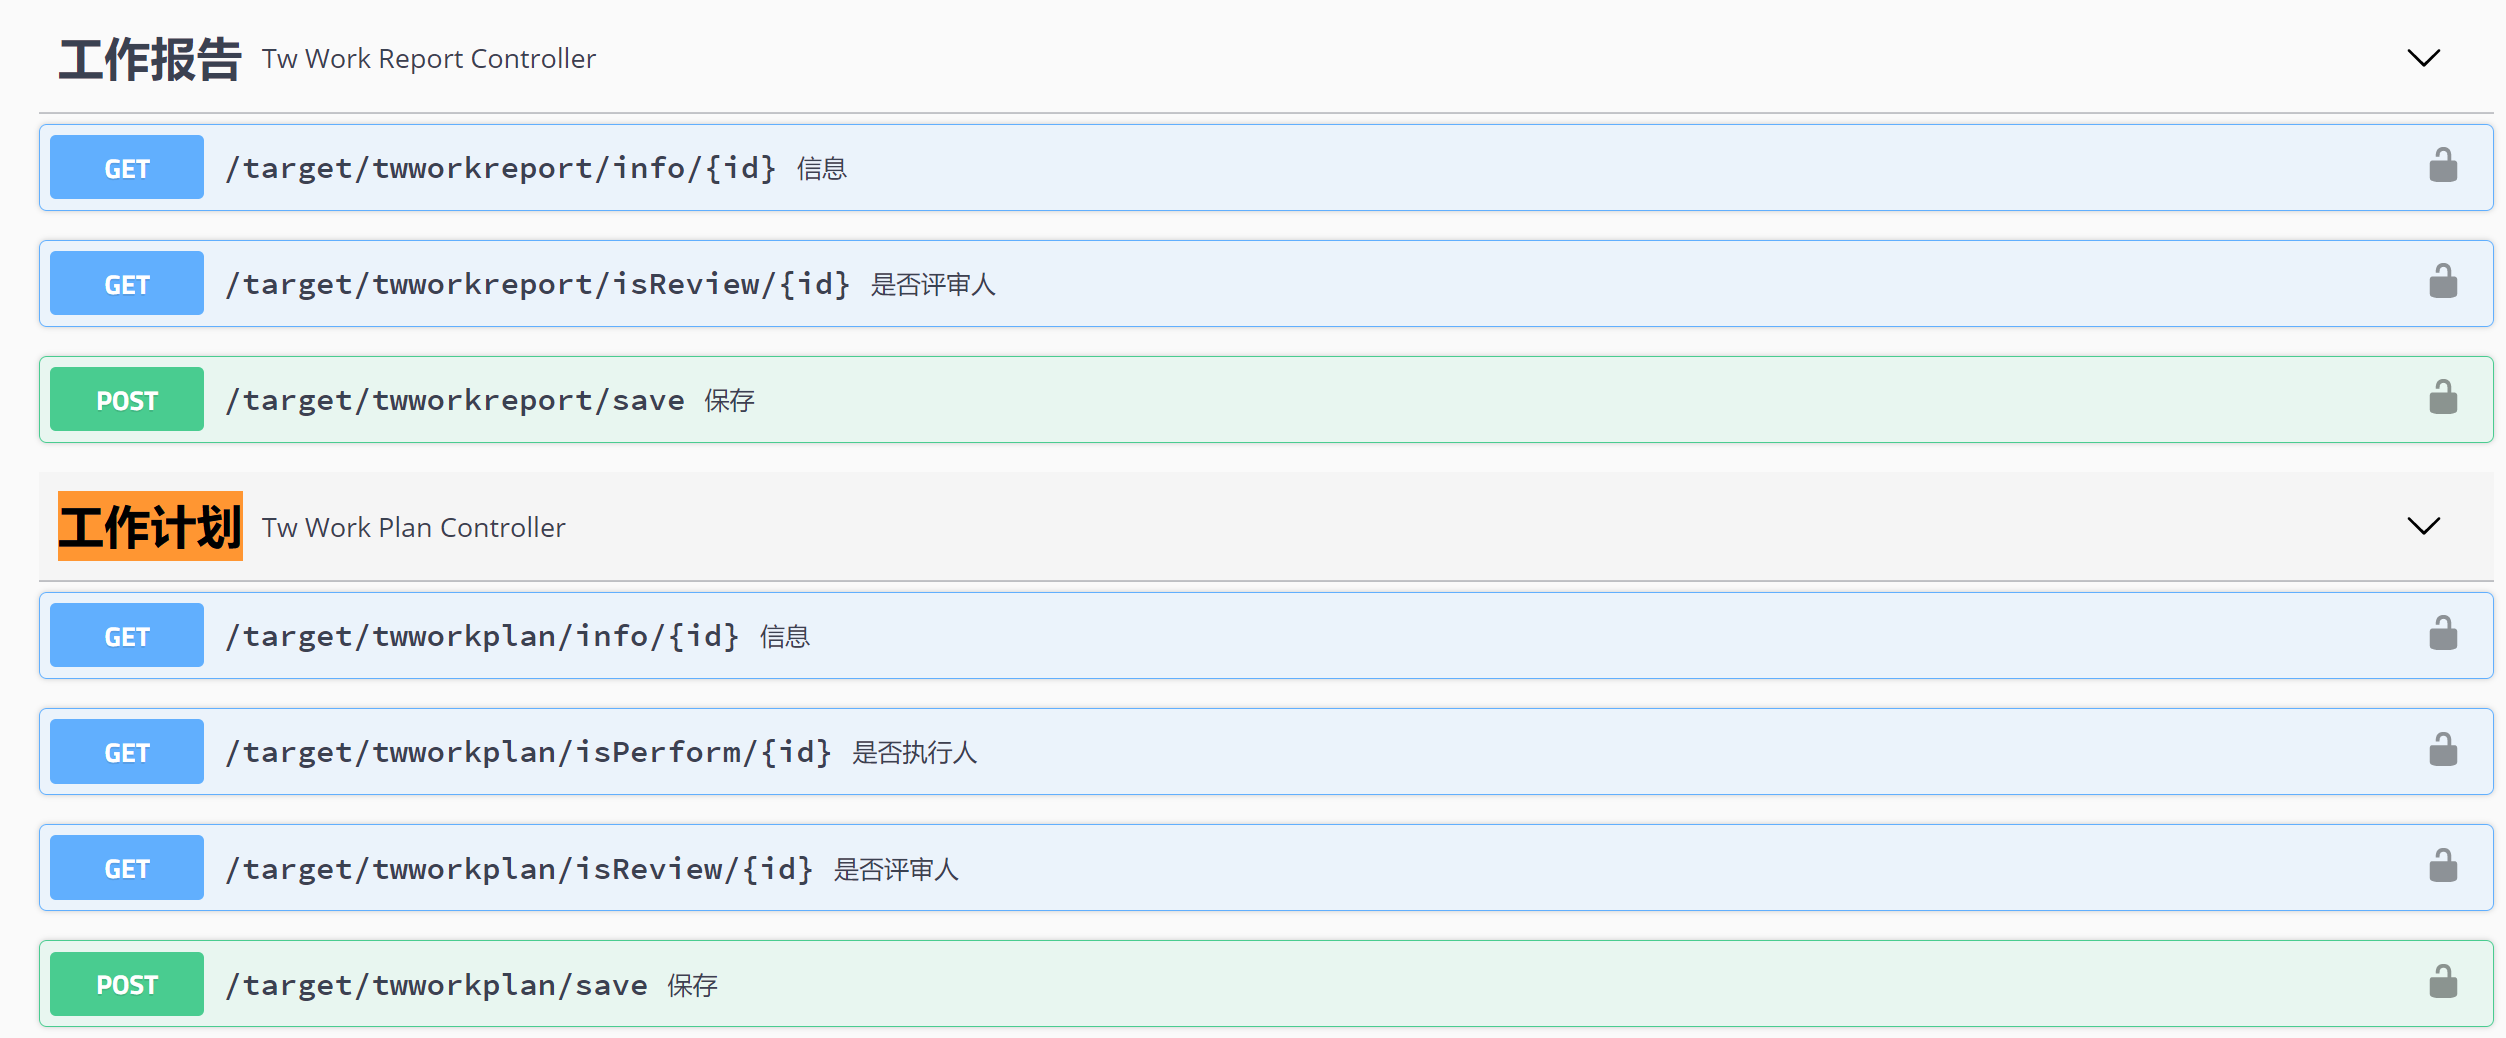 工作报告 Tw Work Report Controller
GET /target/twworkreport/info/{id} 信息
GET /target/twworkreport/isReview/{id} 是否评审人
POST /target/twworkreport/save 保存
工作计划 Tw Work Plan Controller
GET /target/twworkplan/info/{id} 信息
GET /target/twworkplan/isPerform/{id} 是否执行人
GET /target/twworkplan/isReview/{id} 是否评审人
POST /target/twworkplan/save 保存